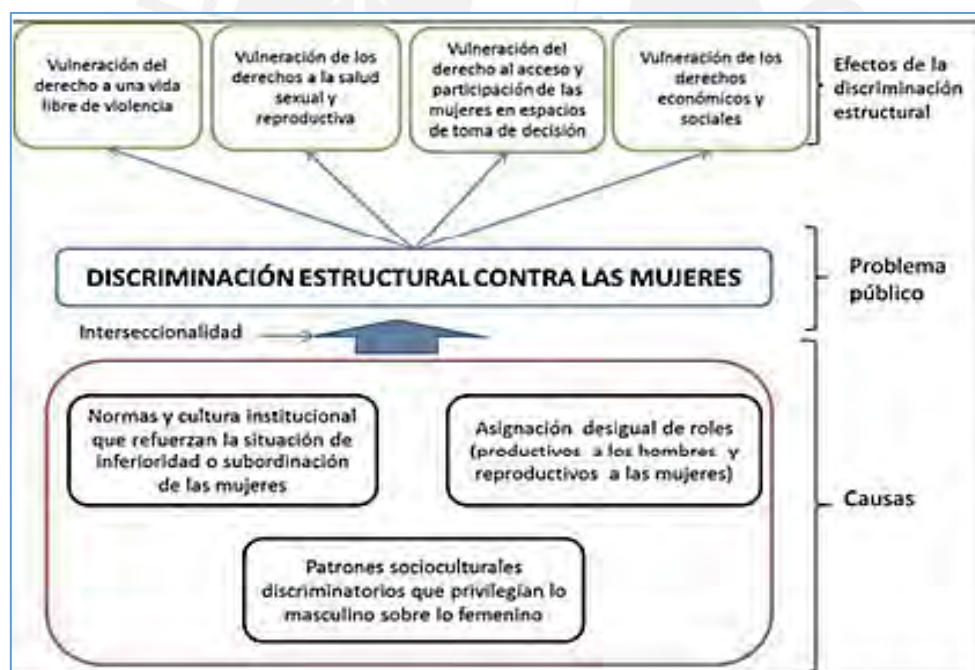 Vulneración del
derecho a una vida
libre de violencia
Vulneración de los
derechos a la salud
sexual y
reproductiva
Vulneración del
derecho al acceso y
participación de las
mujeres en espacios
de toma de decisión
Vulneración de los
derechos
económicos y
sociales
Efectos de la
discriminación
estructural
DISCRIMINACIÓN ESTRUCTURAL CONTRA LAS MUJERES
Problema
público
Interseccionalidad
Normas y cultura institucional
que refuerzan la situación de
inferioridad o subordinación
de las mujeres
Asignación desigual de roles
(productivos a los hombres y
reproductivos a las mujeres)
Patrones socioculturales
discriminatorios que privilegian lo
masculino sobre lo femenino
Causas